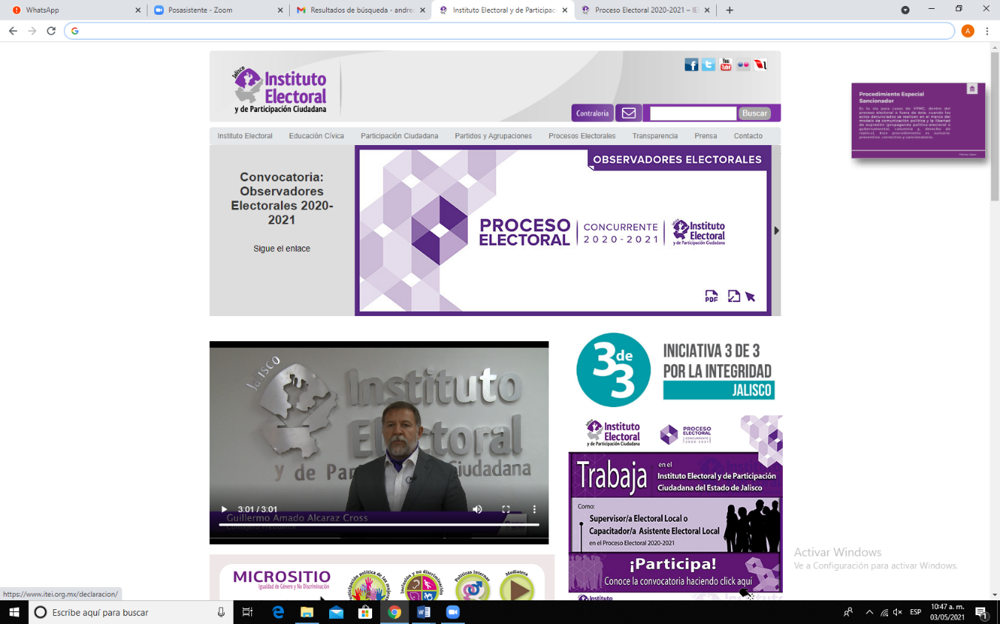 WhatsApp
Posasistente - Zoom
Resultados de búsqueda - andre
Instituto Electoral y de Participac
Proceso Electoral 2020-2021 – IE
A
Jalisco
Instituto
Electoral
y de Participación Ciudadana
You
Tube
Contraloría
Buscar
Instituto Electoral
Educación Cívica
Participación Ciudadana
Partidos y Agrupaciones
Procesos Electorales
Transparencia
Prensa
Contacto
Procedimiento Especial
Sancionador
Es la vía para casos de VPMG, dentro del
proceso electoral o fuera de éste, cuando los
actos denunciados se realicen en el marco del
modelo de comunicación política y la libertad
de expresión (propaganda político-electoral o
gubernamental, calumnia y, derecho de
réplica). Este procedimiento es sumario,
preventivo, correctivo y sancionatorio.
Convocatoria:
Observadores
Electorales 2020-
2021
Sigue el enlace
OBSERVADORES ELECTORALES
PROCESO
ELECTORAL
CONCURRENTE
2020-2021
Instituto
Electoral
y de Participación Ciudadana
PDF
Jalisco
Instituto
Electoral
y de Participación Ciudadana
3:01 / 3:01
Guillermo Amado Alcaraz Cross
Consejero Presidente
3 de 3
INICIATIVA 3 DE 3
POR LA INTEGRIDAD
JALISCO
Jalisco
Instituto
Electoral
y de Participación Ciudadana
PROCESO
ELECTORAL
CONCURRENTE
2020-2021
Trabaja
en el
Instituto Electoral y de Participación
Ciudadana del Estado de Jalisco
Como:
Supervisor/a Electoral Local o
Capacitador/a Asistente Electoral Local
en el Proceso Electoral 2020-2021
¡Participa!
Conoce la convocatoria haciendo click aqui
Instituto
MICROSITIO
Igualdad de Género y No Discriminación
Participación política de las mujeres
Inclusión y no discriminación
Políticas Internas
Mediateca
Activar Windows
Ve a Configuración para activar Windows.
https://www.itei.org.mx/declaracion/
Escribe aquí para buscar
ESP
10:47 a. m.
03/05/2021
1